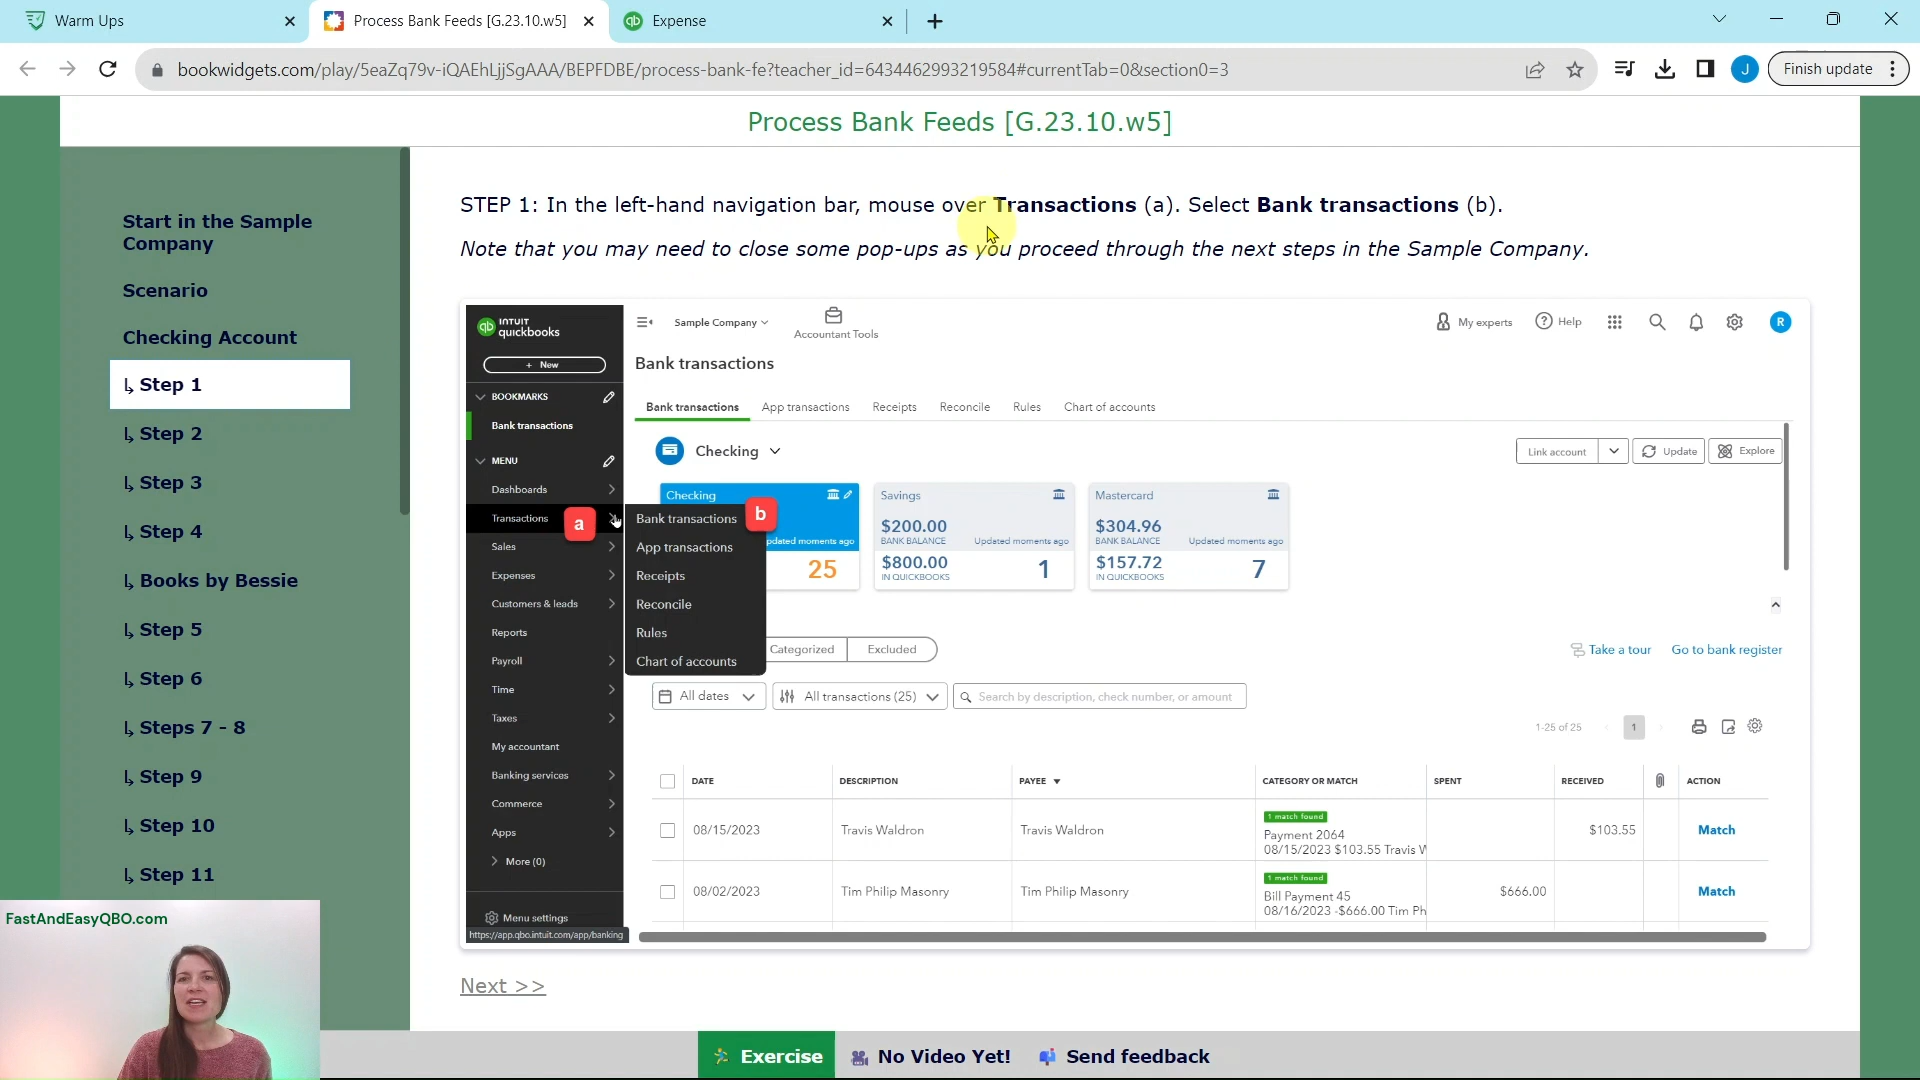 Warm Ups
Process Bank Feeds [G.23.10.w5]
Expense
bookwidgets.com/play/5eaZq79v-iQAEhLjjSgAAA/BEPFDBE/process-bank-fe?teacher_id=6434462993219584#currentTab=0&section0=3
J
Finish update
Process Bank Feeds [G.23.10.w5]
Start in the Sample
Company
Scenario
Checking Account
↳ Step 1
↳ Step 2
↳ Step 3
↳ Step 4
↳ Books by Bessie
↳ Step 5
↳ Step 6
↳ Steps 7 - 8
↳ Step 9
↳ Step 10
↳ Step 11
FastAndEasyQBO.com
STEP 1: In the left-hand navigation bar, mouse over Transactions (a). Select Bank transactions (b).
Note that you may need to close some pop-ups as you proceed through the next steps in the Sample Company.
INTUIT
quickbooks
+ New
BOOKMARKS
Bank transactions
MENU
Dashboards
Transactions
a
Sales
Expenses
Customers & leads
Reports
Payroll
Time
Taxes
My accountant
Banking services
Commerce
Apps
More (0)
Menu settings
https://app.qbo.intuit.com/app/banking
Bank transactions
b
App transactions
Receipts
Reconcile
Rules
Chart of accounts
Sample Company
Accountant Tools
My experts
Help
R
Bank transactions
Bank transactions App transactions Receipts Reconcile Rules Chart of accounts
Checking
Link account
Update
Explore
Checking
pdated moments ago
25
Savings
$200.00
BANK BALANCE Updated moments ago
$800.00
IN QUICKBOOKS
1
Mastercard
$304.96
BANK BALANCE Updated moments ago
$157.72
IN QUICKBOOKS
7
Categorized Excluded
Take a tour Go to bank register
All dates
All transactions (25)
Search by description, check number, or amount
1-25 of 25
1
DATE DESCRIPTION PAYEE CATEGORY OR MATCH SPENT RECEIVED ACTION
08/15/2023 Travis Waldron Travis Waldron
1 match found
Payment 2064
08/15/2023 $103.55 Travis W
$103.55
Match
08/02/2023 Tim Philip Masonry Tim Philip Masonry
1 match found
Bill Payment 45
08/16/2023 -$666.00 Tim Ph
$666.00
Match
Next >>
Exercise
No Video Yet!
Send feedback